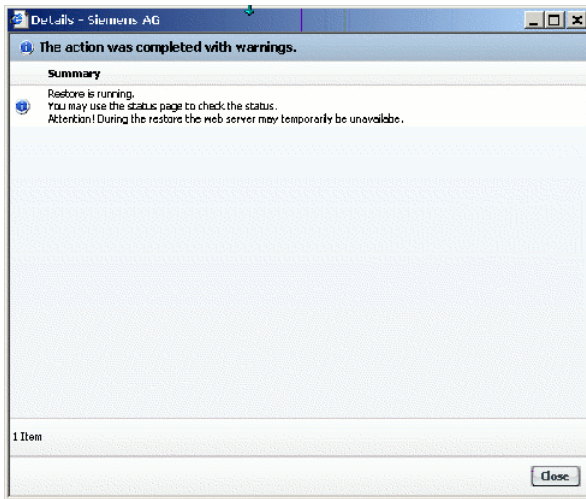 Details - Siemens AG
The action was completed with warnings.
Summary
Restore is running.
You may use the status page to check the status.
Attention! During the restore the web server may temporarily be unavailabe.
1 Item
Close